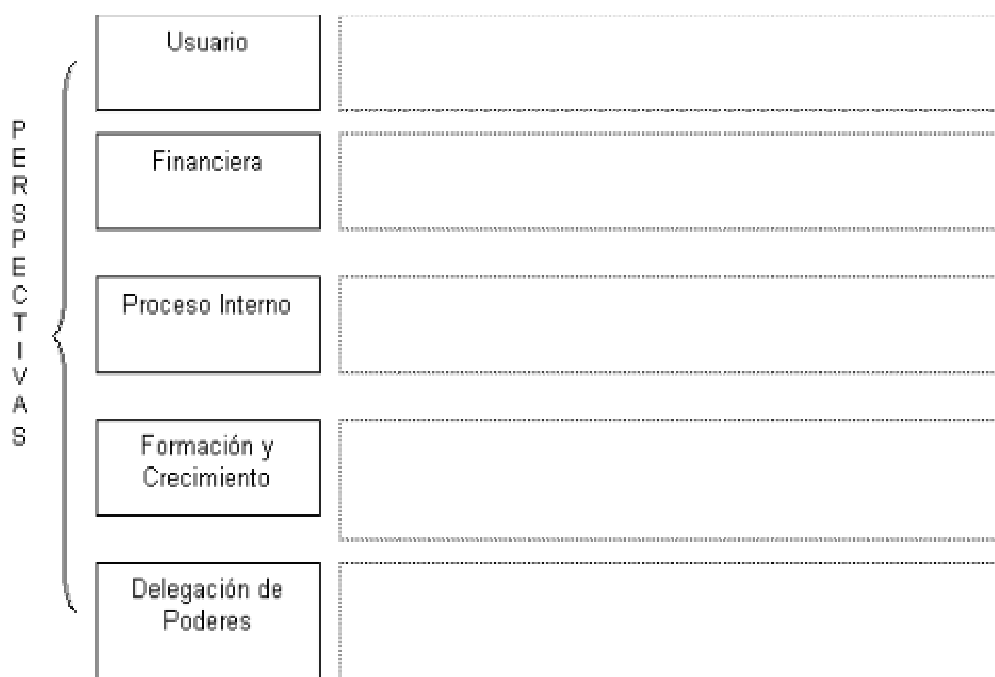 PERSPECTIVAS
Usuario
Financiera
Proceso Interno
Formación y
Crecimiento
Delegación de
Poderes